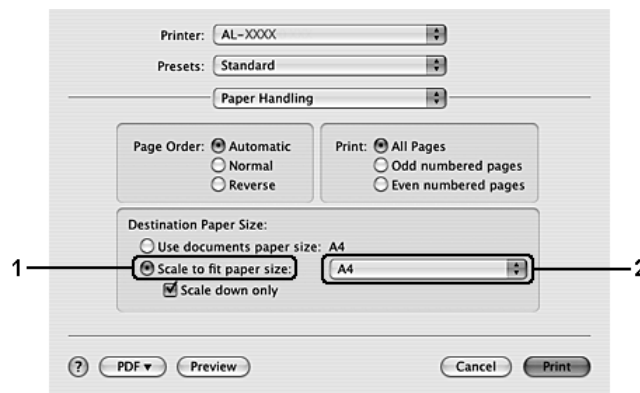 Printer: AL-XXXX
Presets: Standard
Paper Handling
Page Order: Automatic
Normal
Reverse
Print: All Pages
Odd numbered pages
Even numbered pages
Destination Paper Size:
Use documents paper size: A4
1
Scale to fit paper size: A4
2
Scale down only
? PDF▼ Preview Cancel Print